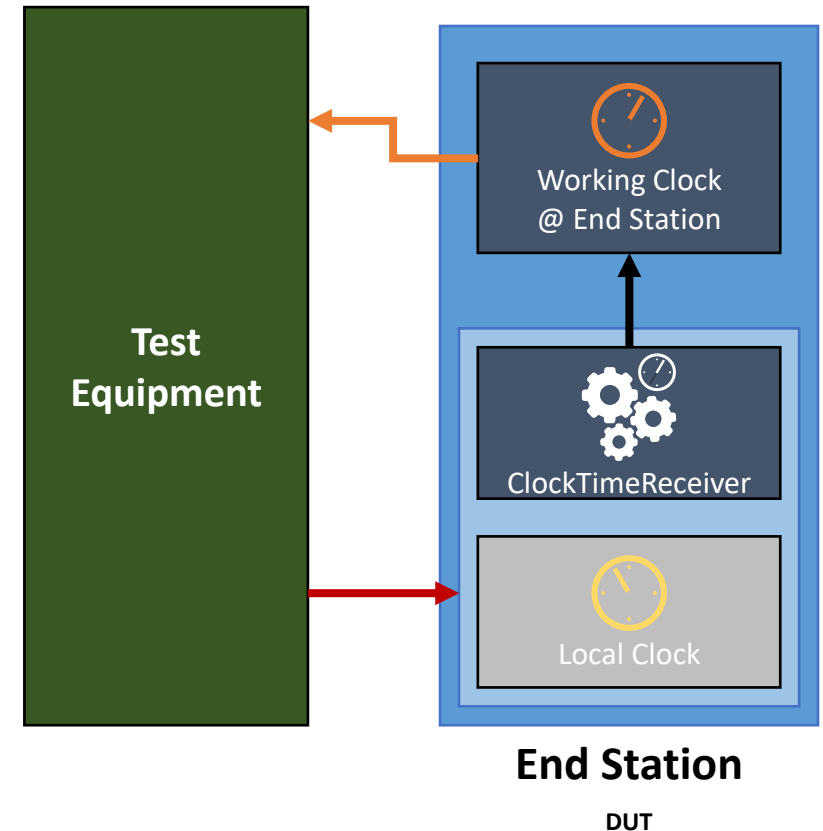 Test
Equipment
Working Clock
@ End Station
ClockTimeReceiver
Local Clock
End Station
DUT